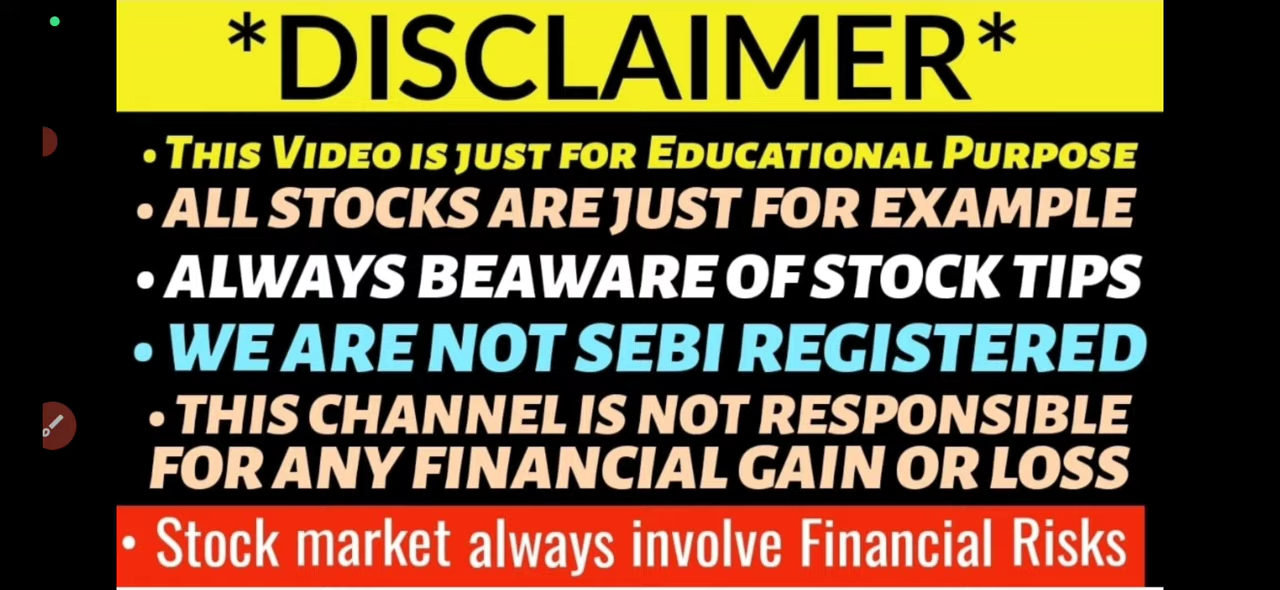 *DISCLAIMER*
• THIS VIDEO IS JUST FOR EDUCATIONAL PURPOSE
• ALL STOCKS ARE JUST FOR EXAMPLE
• ALWAYS BEAWARE OF STOCK TIPS
• WE ARE NOT SEBI REGISTERED
• THIS CHANNEL IS NOT RESPONSIBLE
FOR ANY FINANCIAL GAIN OR LOSS
• Stock market always involve Financial Risks